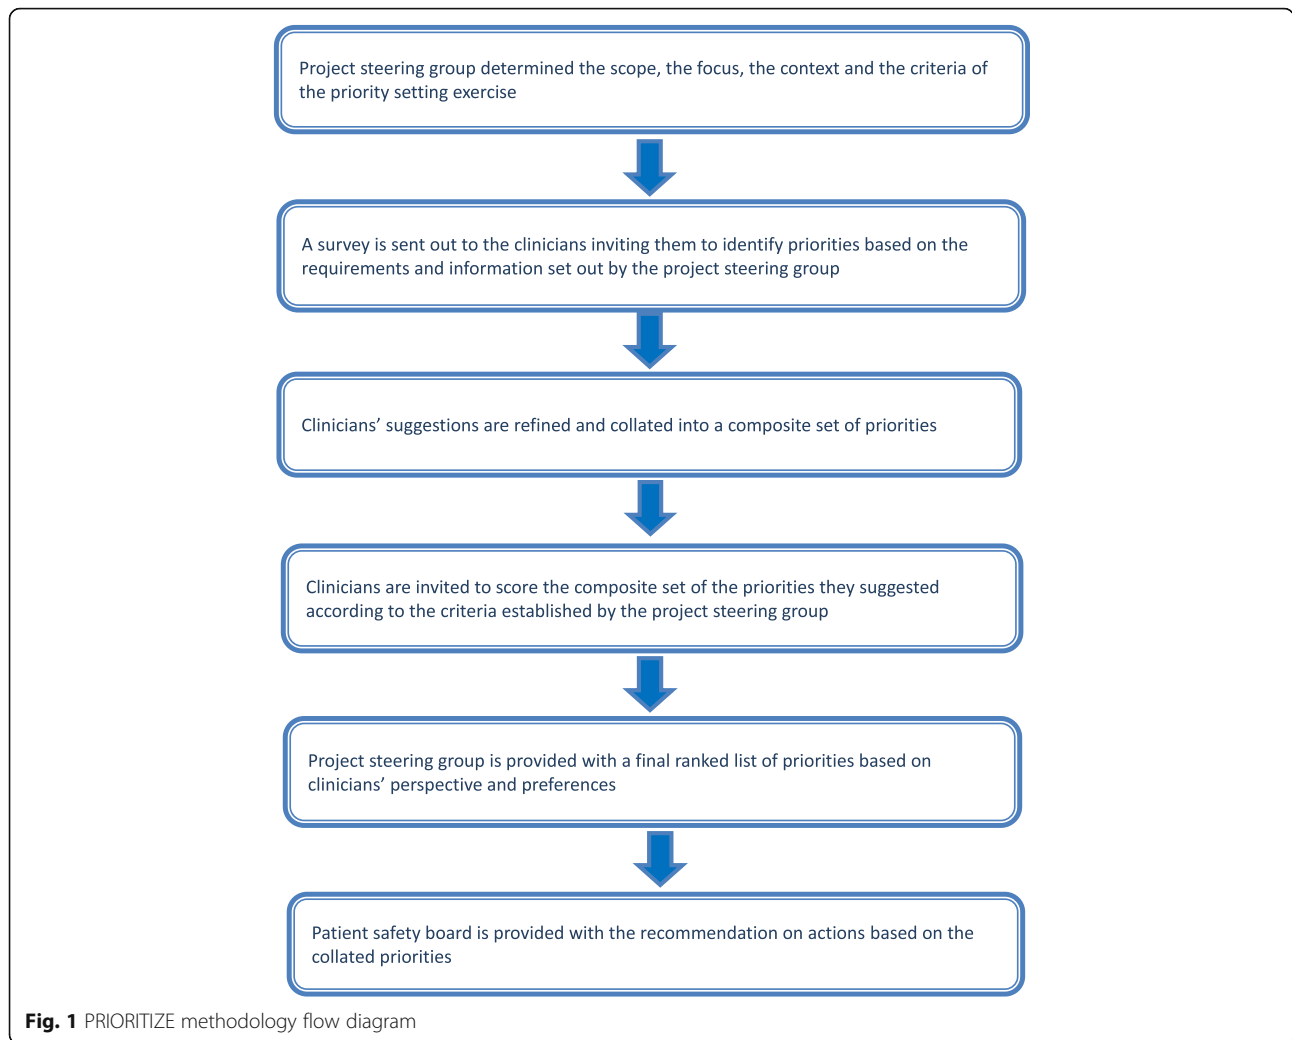 Project steering group determined the scope, the focus, the context and the criteria of
the priority setting exercise
A survey is sent out to the clinicians inviting them to identify priorities based on the
requirements and information set out by the project steering group
Clinicians’ suggestions are refined and collated into a composite set of priorities
Clinicians are invited to score the composite set of the priorities they suggested
according to the criteria established by the project steering group
Project steering group is provided with a final ranked list of priorities based on
clinicians’ perspective and preferences
Patient safety board is provided with the recommendation on actions based on the
collated priorities
Fig. 1 PRIORITIZE methodology flow diagram